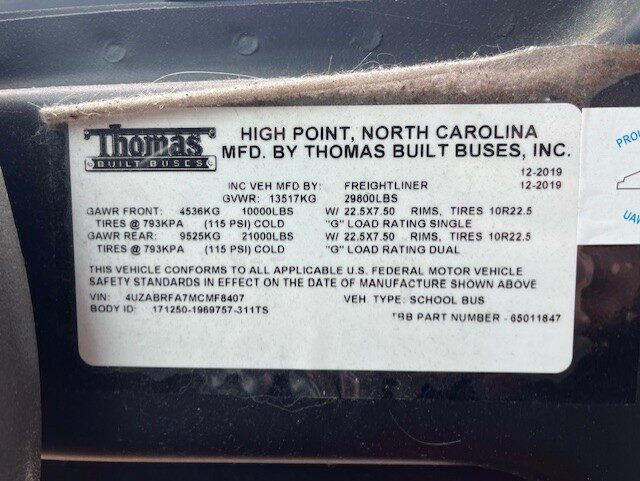 Thomas
BUILT BUSES
HIGH POINT, NORTH CAROLINA
MFD. BY THOMAS BUILT BUSES, INC.
12-2019
INC VEH MFD BY: FREIGHTLINER 12-2019
GVWR: 13517KG 29800LBS
GAWR FRONT: 4536KG 10000LBS W/ 22.5X7.50 RIMS, TIRES 10R22.5
TIRES @ 793KPA (115 PSI) COLD "G" LOAD RATING SINGLE
GAWR REAR: 9525KG 21000LBS W/ 22.5X7.50 RIMS, TIRES 10R22.5
TIRES @ 793KPA (115 PSI) COLD "G" LOAD RATING DUAL
THIS VEHICLE CONFORMS TO ALL APPLICABLE U.S. FEDERAL MOTOR VEHICLE
SAFETY STANDARDS IN EFFECT ON THE DATE OF MANUFACTURE SHOWN ABOVE
VIN: 4UZABRFA7MCMF8407 VEH. TYPE: SCHOOL BUS
BODY ID: 171250-1969757-311TS
TBB PART NUMBER - 65011847
UAW